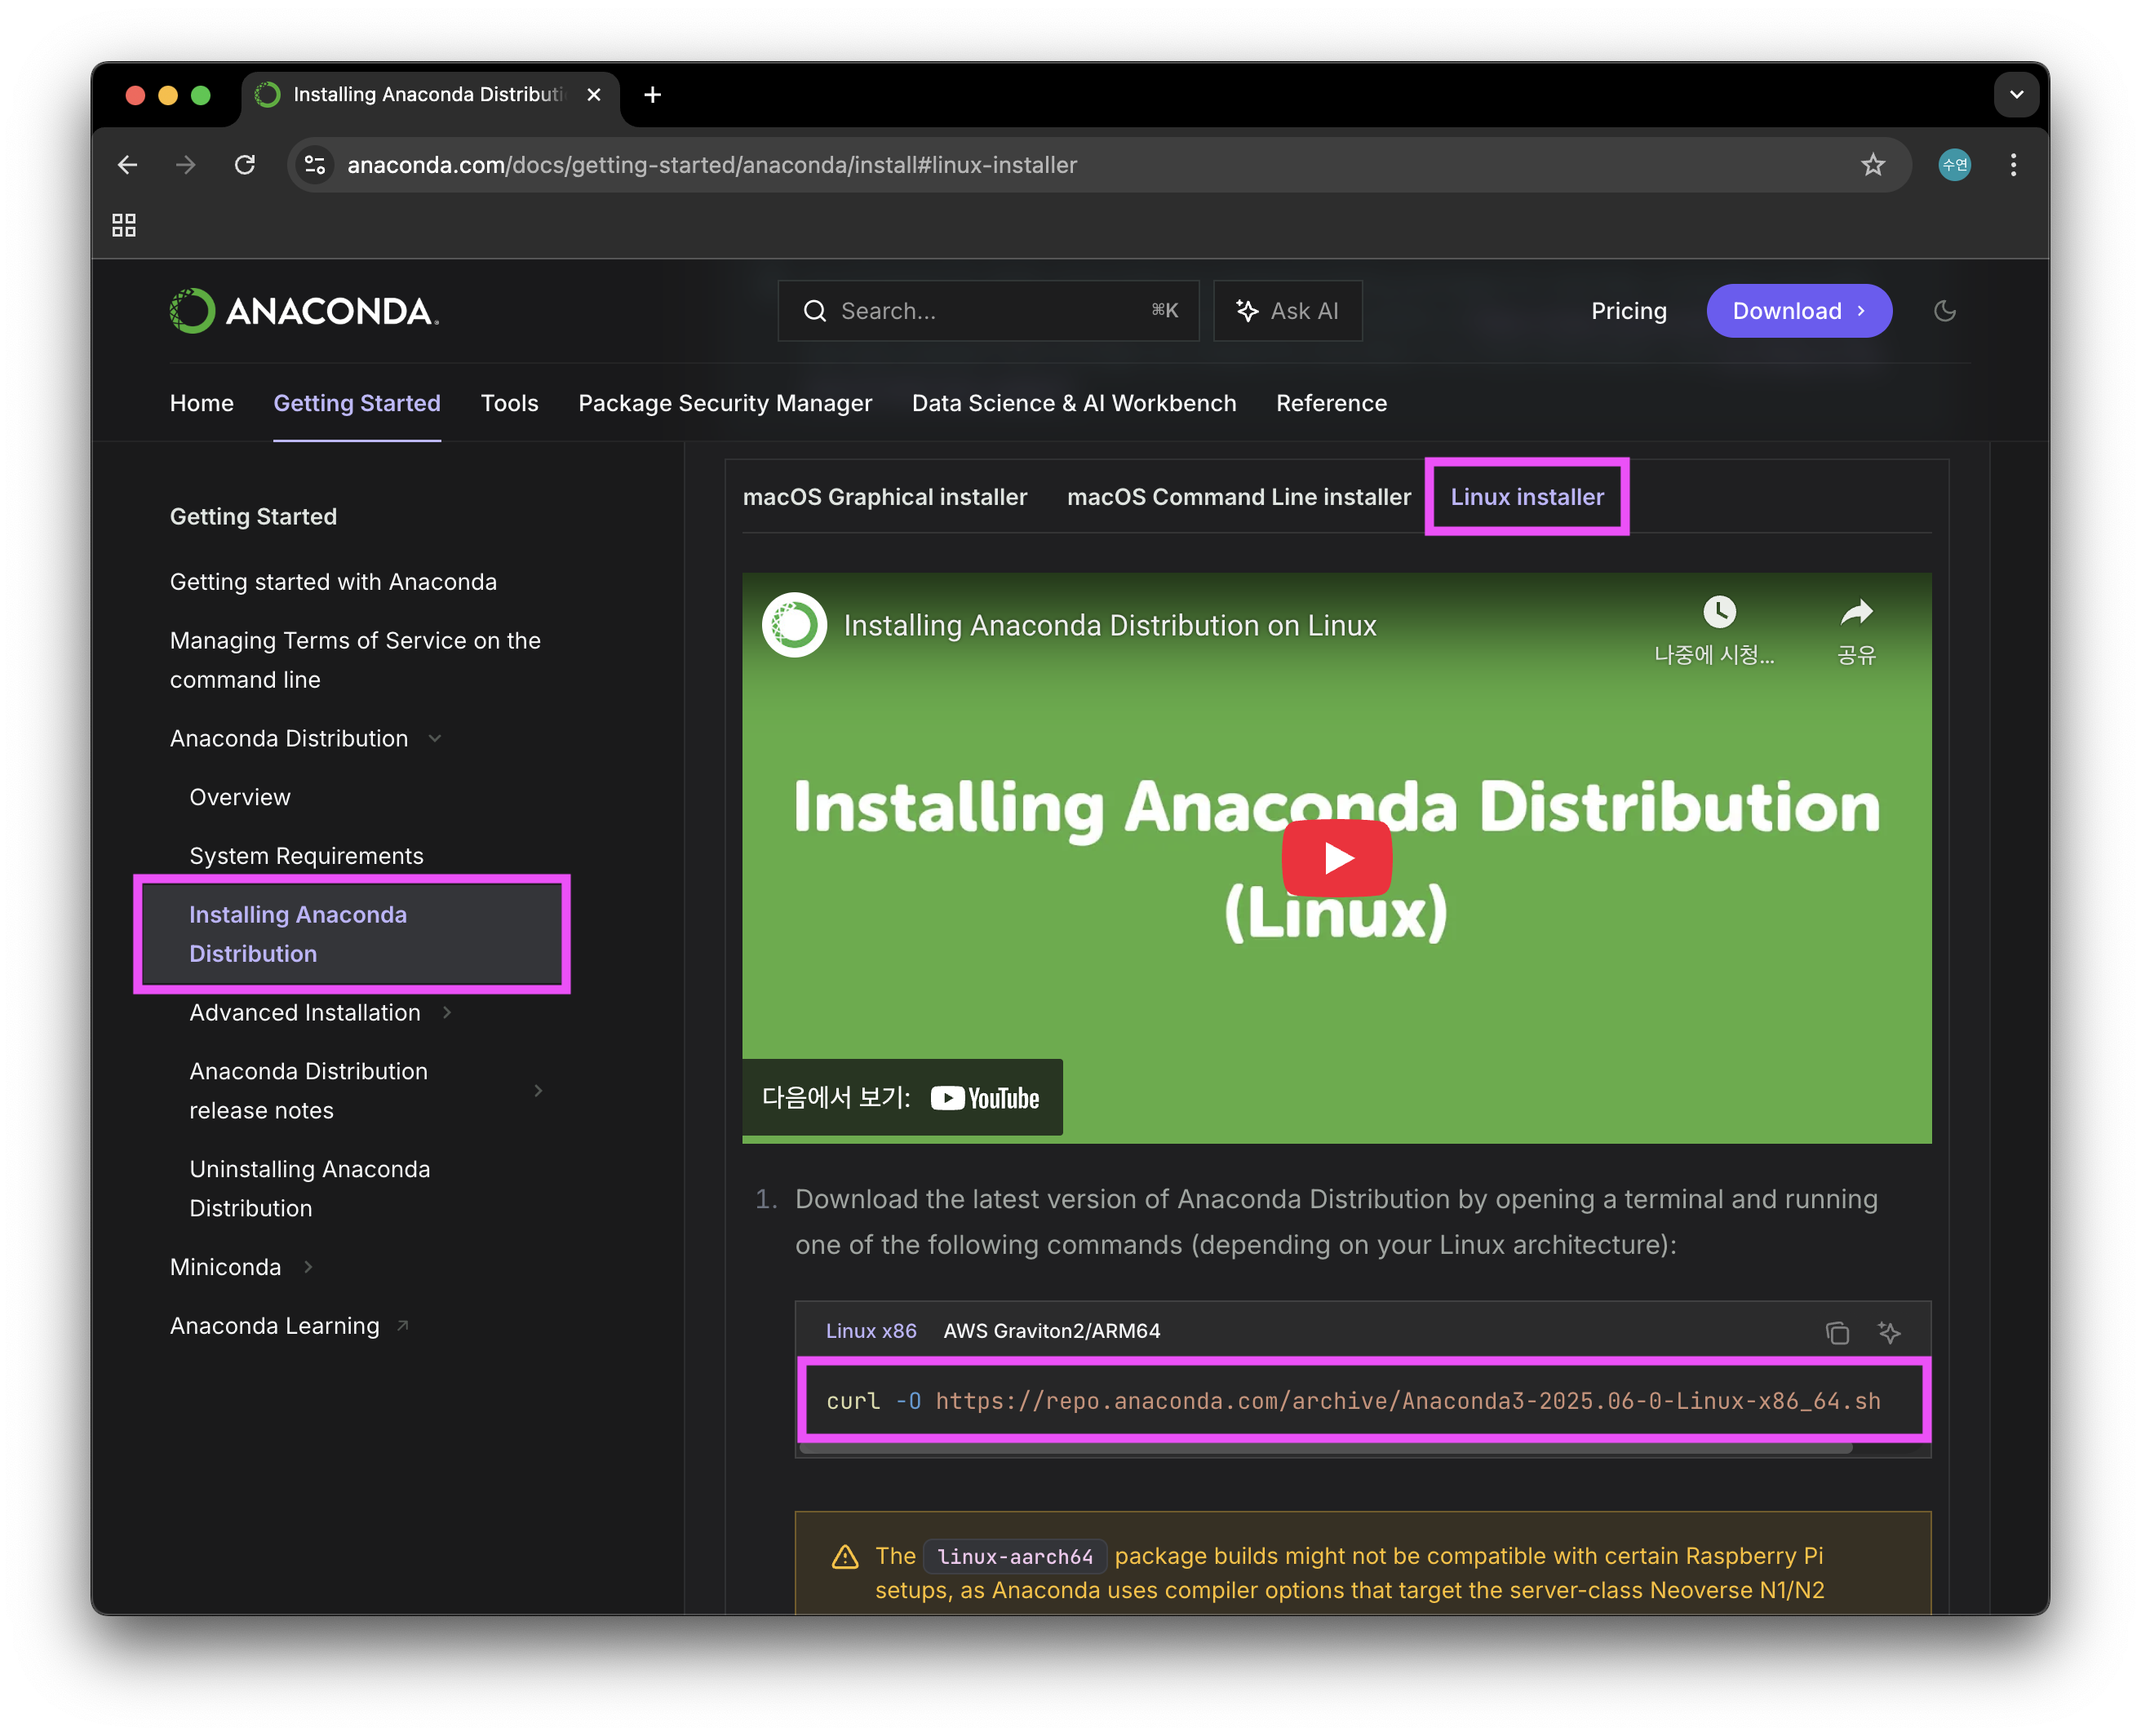 Installing Anaconda Distributi
anaconda.com/docs/getting-started/anaconda/install#linux-installer
수연
ANACONDA.
Search...
⌘K
Ask AI
Pricing
Download
Home
Getting Started
Tools
Package Security Manager
Data Science & AI Workbench
Reference
Getting Started
Getting started with Anaconda
Managing Terms of Service on the
command line
Anaconda Distribution
Overview
System Requirements
Installing Anaconda
Distribution
Advanced Installation
Anaconda Distribution
release notes
Uninstalling Anaconda
Distribution
Miniconda
Anaconda Learning
macOS Graphical installer
macOS Command Line installer
Linux installer
Installing Anaconda Distribution on Linux
나중에 시청...
공유
Installing Anaconda Distribution
(Linux)
다음에서 보기: YouTube
1. Download the latest version of Anaconda Distribution by opening a terminal and running
one of the following commands (depending on your Linux architecture):
Linux x86
AWS Graviton2/ARM64
curl -O https://repo.anaconda.com/archive/Anaconda3-2025.06-0-Linux-x86_64.sh
The linux-aarch64 package builds might not be compatible with certain Raspberry Pi
setups, as Anaconda uses compiler options that target the server-class Neoverse N1/N2